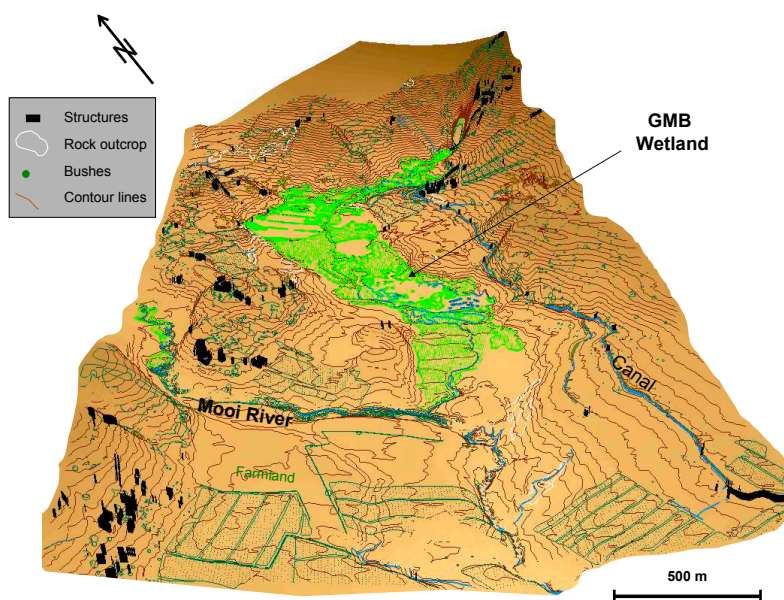 N
Structures
Rock outcrop
Bushes
Contour lines
GMB
Wetland
Canal
Mooi River
Farmland
500 m